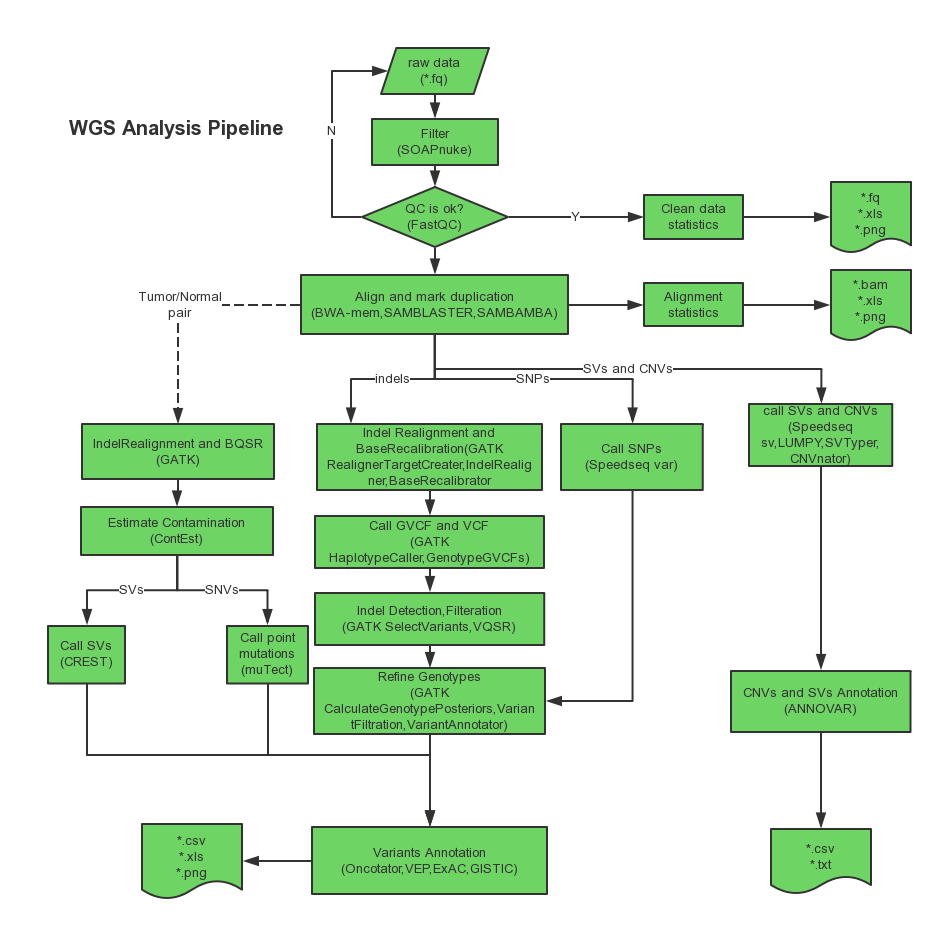 raw data
(*.fq)
WGS Analysis Pipeline
N
Filter
(SOAPnuke)
QC is ok?
(FastQC)
Y
Clean data
statistics
*.fq
*.xls
*.png
Align and mark duplication
(BWA-mem,SAMBLASTER,SAMBAMBA)
Alignment
statistics
*.bam
*.xls
*.png
Tumor/Normal
pair
indels
SNPs
SVs and CNVs
IndelRealignment and BQSR
(GATK)
Indel Realignment and
BaseRecalibration(GATK
RealignerTargetCreater,IndelRealig
ner,BaseRecalibrator
Call SNPs
(Speedseq var)
call SVs and CNVs
(Speedseq
sv,LUMPY,SVTyper,
CNVnator)
Estimate Contamination
(ContEst)
Call GVCF and VCF
(GATK
HaplotypeCaller,GenotypeGVCFs)
SVs
SNVs
Indel Detection,Filteration
(GATK SelectVariants,VQSR)
Call SVs
(CREST)
Call point
mutations
(muTect)
Refine Genotypes
(GATK
CalculateGenotypePosteriors,Varian
tFiltration,VariantAnnotator)
CNVs and SVs Annotation
(ANNOVAR)
*.csv
*.xls
*.png
Variants Annotation
(Oncotator,VEP,ExAC,GISTIC)
*.csv
*.txt